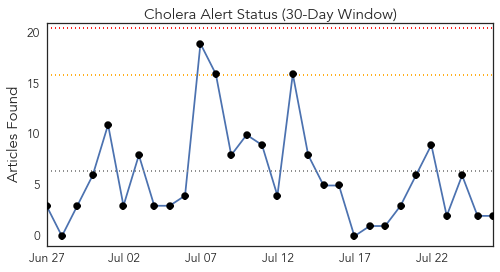 Cholera Alert Status (30-Day Window)
Articles Found
20
15
10
5
0
Jun 27
Jul 02
Jul 07
Jul 12
Jul 17
Jul 22